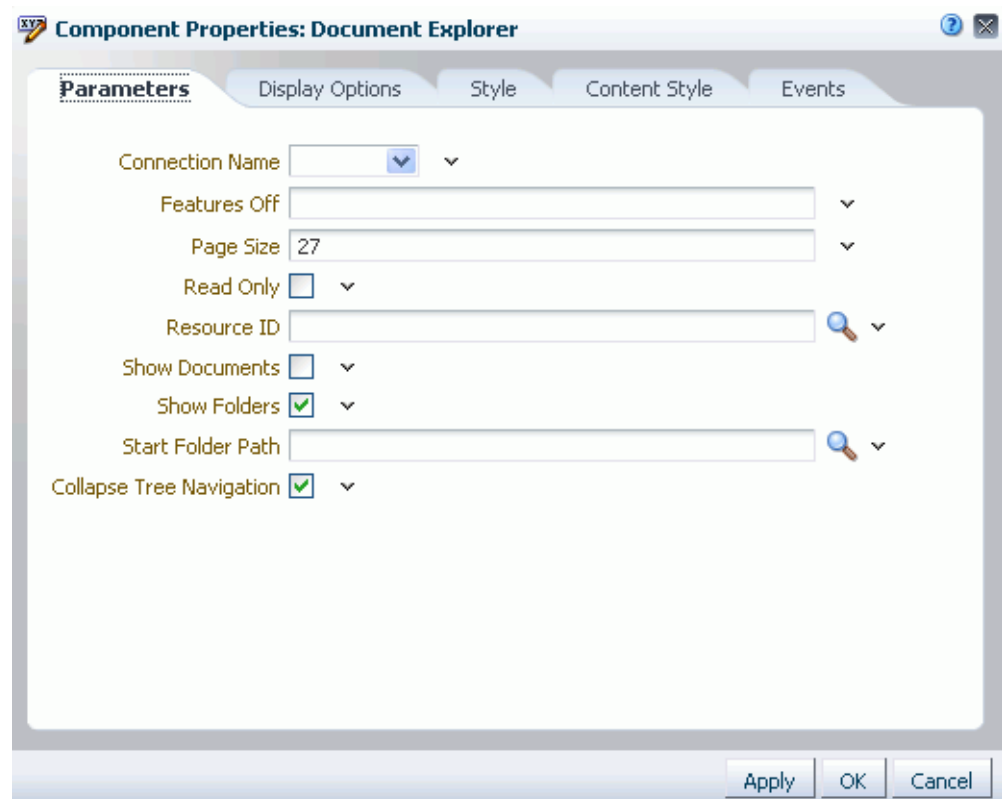 XYZ
Component Properties: Document Explorer
?
Parameters Display Options Style Content Style Events
Connection Name
Features Off
Page Size 27
Read Only
Resource ID
Show Documents
Show Folders
Start Folder Path
Collapse Tree Navigation
Apply OK Cancel